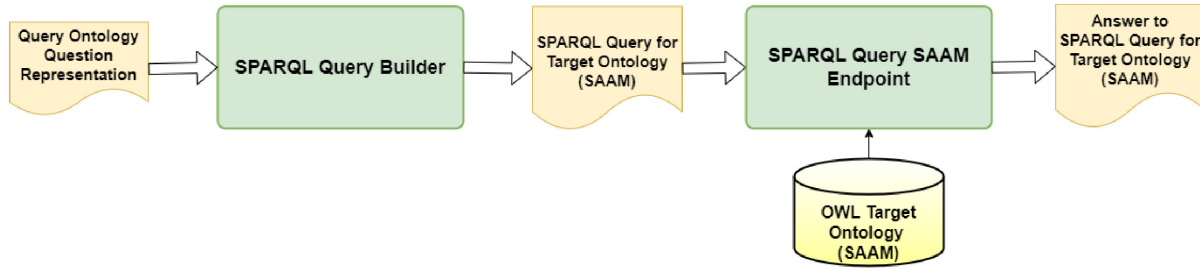 Query Ontology
Question
Representation
SPARQL Query Builder
SPARQL Query for
Target Ontology
(SAAM)
SPARQL Query SAAM
Endpoint
Answer to
SPARQL Query for
Target Ontology
(SAAM)
OWL Target
Ontology
(SAAM)